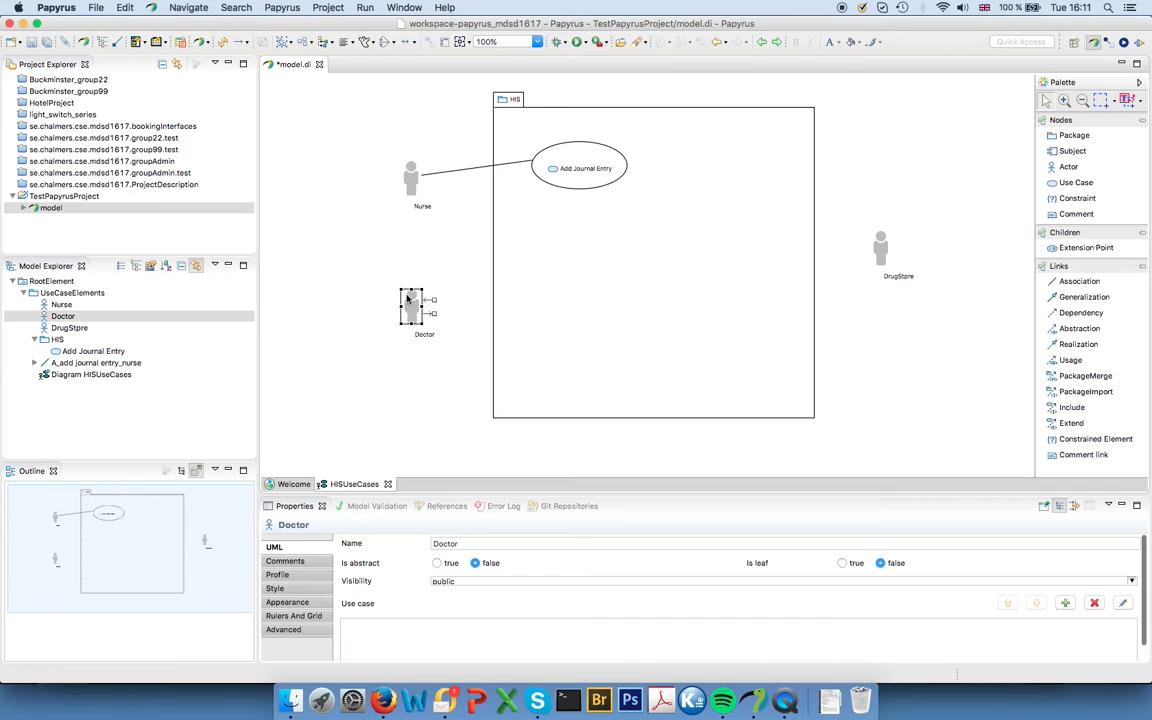 Papyrus File Edit Navigate Search Papyrus Project Run Window Help 100 % Tue 16:11
workspace-papyrus_mdsd1617 - Papyrus - TestPapyrusProject/model.di - Papyrus
100% Quick Access
Project Explorer
Buckminster_group22
Buckminster_group99
HotelProject
light_switch_series
se.chalmers.cse.mdsd1617.bookingInterfaces
se.chalmers.cse.mdsd1617.group22.test
se.chalmers.cse.mdsd1617.group99.test
se.chalmers.cse.mdsd1617.groupAdmin
se.chalmers.cse.mdsd1617.groupAdmin.test
se.chalmers.cse.mdsd1617.ProjectDescription
TestPapyrusProject
model
Model Explorer
RootElement
UseCaseElements
Nurse
Doctor
DrugStpre
HIS
Add Journal Entry
A_add journal entry_nurse
Diagram HISUseCases
Outline
*model.di
HIS
Add Journal Entry
Nurse
DrugStpre
Doctor
Welcome HISUseCases
Palette
Nodes
Package
Subject
Actor
Use Case
Constraint
Comment
Children
Extension Point
Links
Association
Generalization
Dependency
Abstraction
Realization
Usage
PackageMerge
PackageImport
Include
Extend
Constrained Element
Comment link
Properties Model Validation References Error Log Git Repositories
Doctor
UML
Comments
Profile
Style
Appearance
Rulers And Grid
Advanced
Name Doctor
Is abstract true false Is leaf true false
Visibility public
Use case